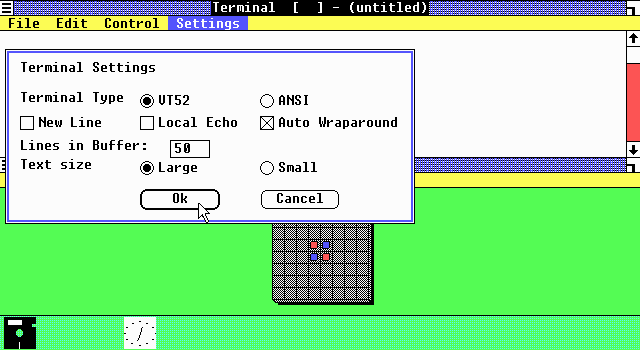 Terminal [ ] - (untitled)
File Edit Control Settings
Terminal Settings
Terminal Type VT52 ANSI
New Line Local Echo Auto Wraparound
Lines in Buffer: 50
Text size Large Small
Ok Cancel